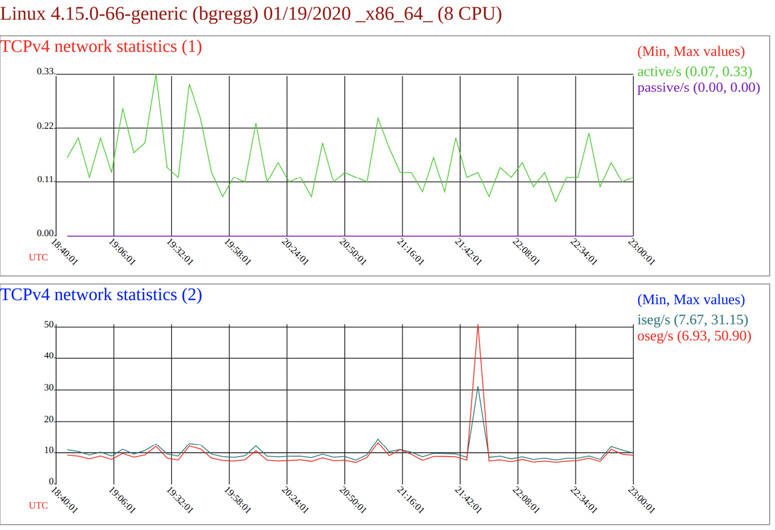 Linux 4.15.0-66-generic (bgregg) 01/19/2020 _x86_64_ (8 CPU)
TCPv4 network statistics (1)
(Min, Max values)
active/s (0.07, 0.33)
passive/s (0.00, 0.00)
0.33
0.22
0.11
0.00
UTC
18:40:01 19:06:01 19:32:01 19:58:01 20:24:01 20:50:01 21:16:01 21:42:01 22:08:01 22:34:01 23:00:01
TCPv4 network statistics (2)
(Min, Max values)
iseg/s (7.67, 31.15)
oseg/s (6.93, 50.90)
50.
40.
30.
20
10
0.
UTC
18:40:01 19:06:01 19:32:01 19:58:01 20:24:01 20:50:01 21:16:01 21:42:01 22:08:01 22:34:01 23:00:01